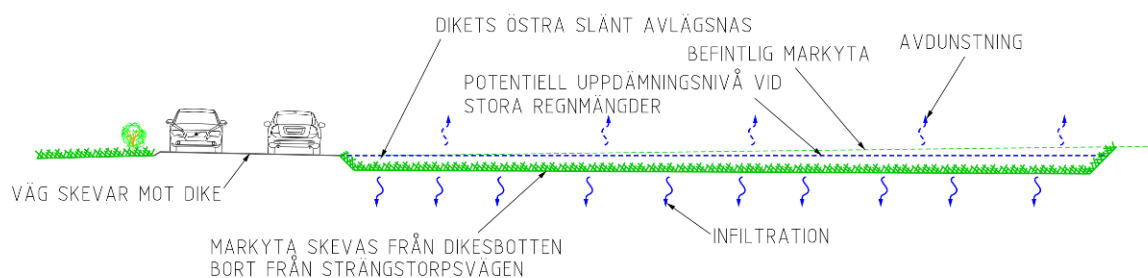 DIKETS ÖSTRA SLÄNT AVLÄGSNAS
AVDUNSTNING
BEFINTLIG MARKYTA
POTENTIELL UPPDÄMNINGSNIVÅ VID
STORA REGNMÄNGDER
VÄG SKEVAR MOT DIKE
MARKYTA SKEVAS FRÅN DIKESBOTTEN
BORT FRÅN STRÄNGSTORPSVÄGEN
INFILTRATION